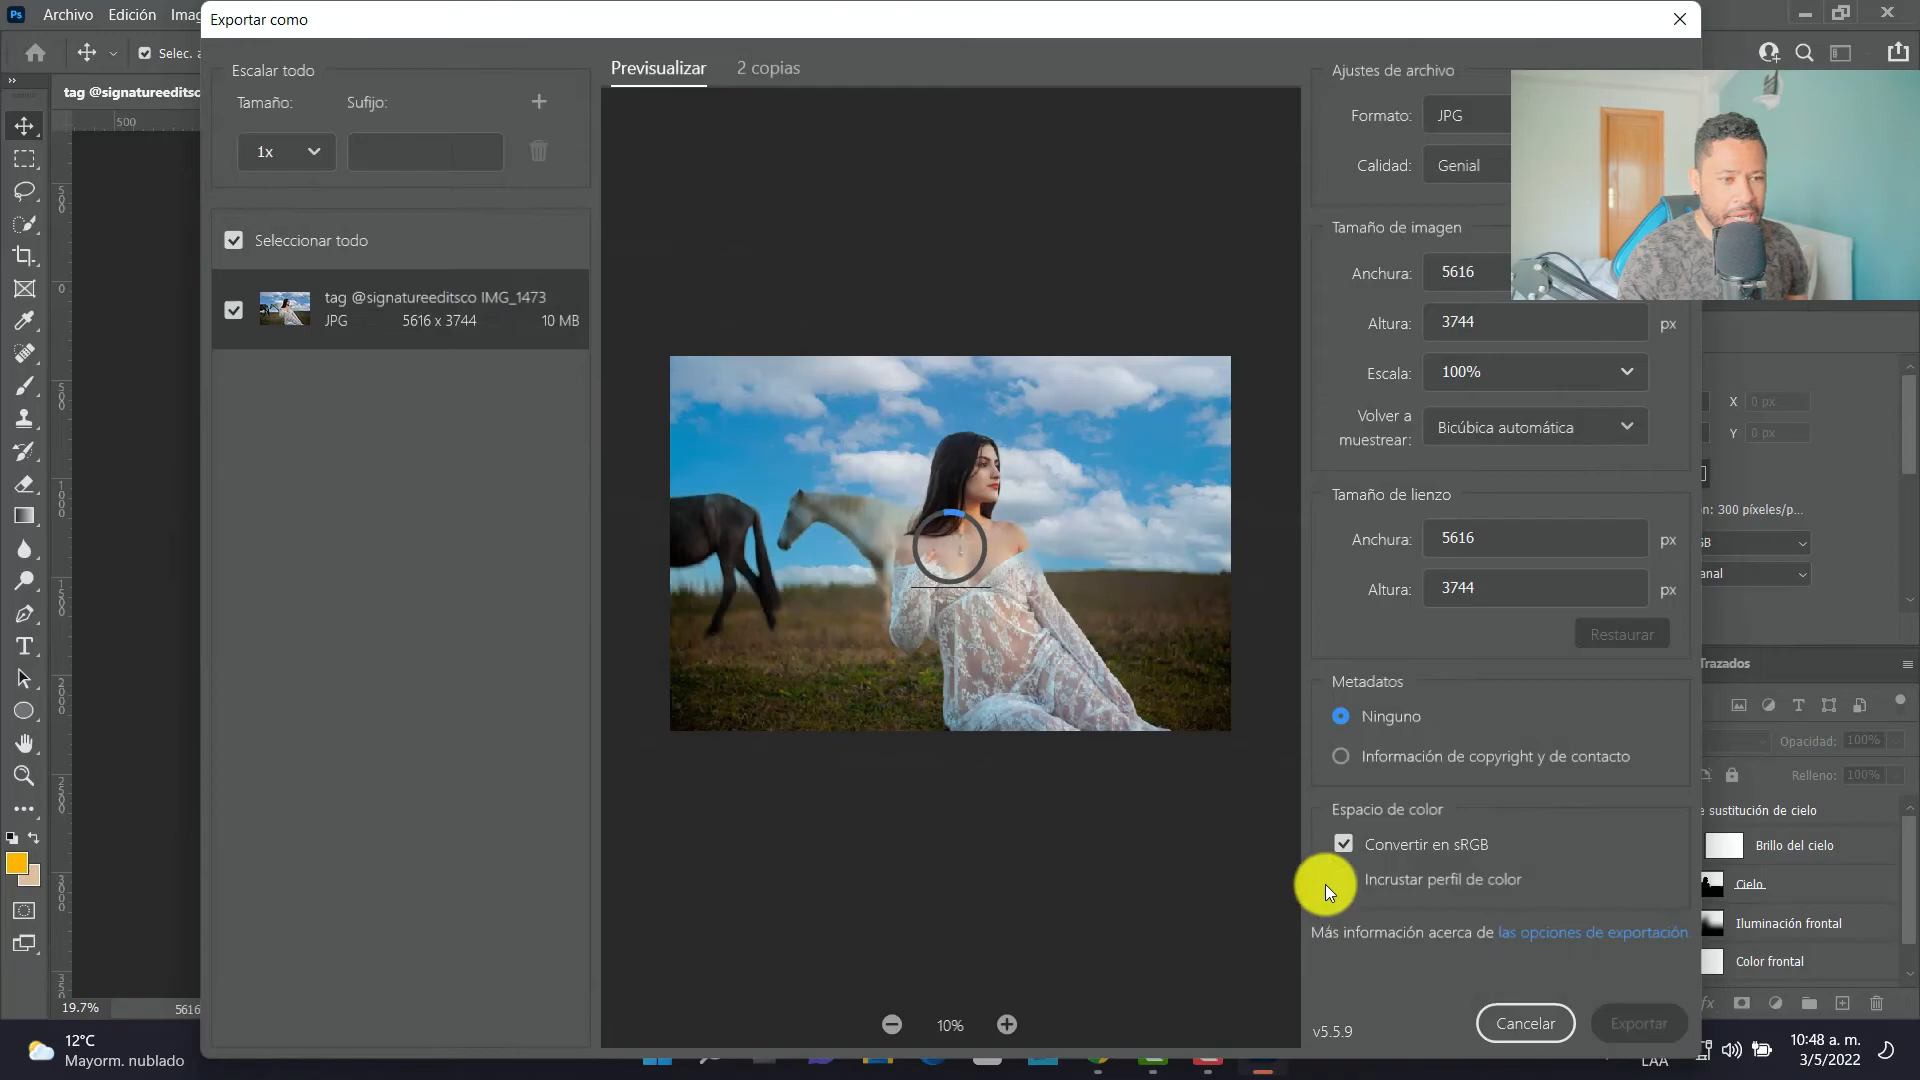 Ps
Archivo
Edición
Exportar como
Selec.
tag @signatureeditsco
500
Escalar todo
Tamaño:
Sufijo:
1x
Seleccionar todo
tag @signatureeditsco IMG_1473
JPG
5616 x 3744
10 MB
Previsualizar
2 copias
10%
Ajustes de archivo
Formato:
JPG
Calidad:
Genial
Tamaño de imagen
Anchura:
5616
Altura:
3744
px
Escala:
100%
Volver a
muestrear:
Bicúbica automática
Tamaño de lienzo
Anchura:
5616
px
Altura:
3744
px
Restaurar
Metadatos
Ninguno
Información de copyright y de contacto
Espacio de color
Convertir en sRGB
Incrustar perfil de color
Más información acerca de las opciones de exportación.
v5.5.9
Cancelar
Exportar
X
0 px
Y
0 px
300 píxeles/p...
Trazados
Opacidad:
100%
Relleno:
100%
sustitución de cielo
Brillo del cielo
Cielo
Iluminación frontal
Color frontal
19.7%
12°C
Mayorm. nublado
LAA
10:48 a. m.
3/5/2022